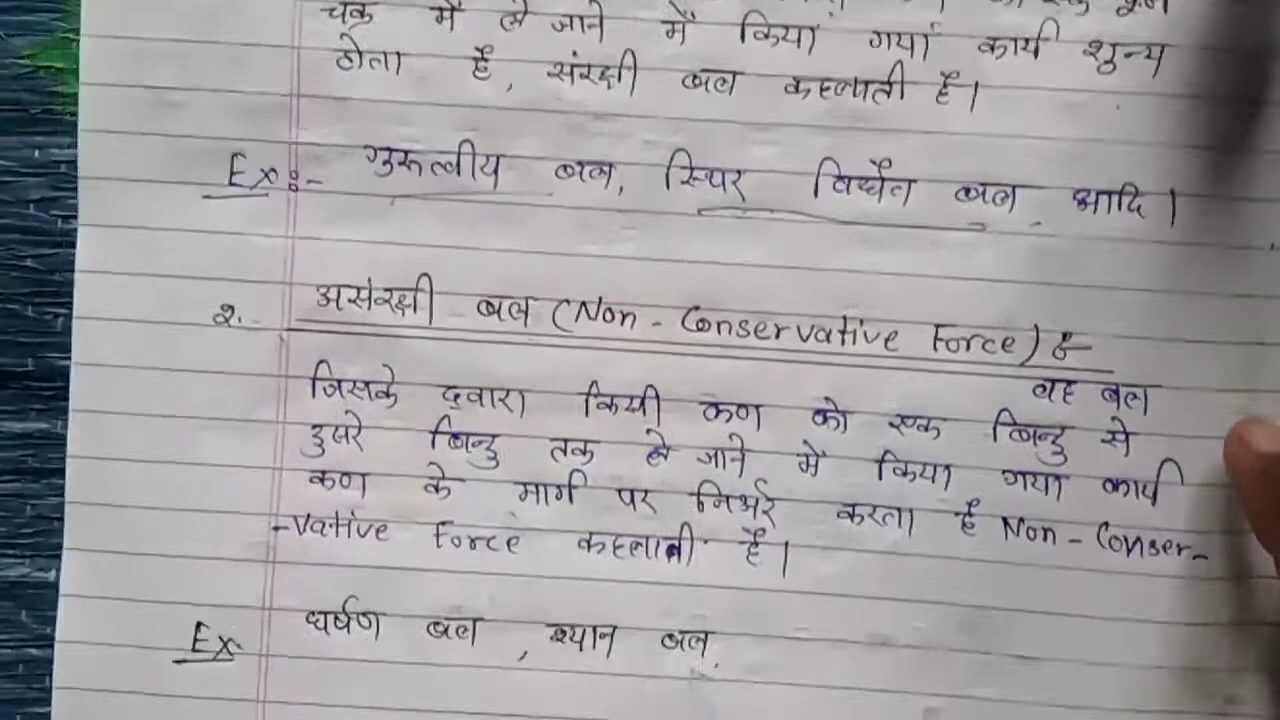 चक्र में ले जाने में किया गया कार्य शुन्य
होता है, संरक्षी बल कहलाती है।
Ex:- गुरूत्वीय बल, स्थिर विधैुत बल आदि।
2. असंरक्षी बल (Non-Conservative Force) :-
वह बल
जिसके द्वारा किसी कण को एक बिन्दु से
दुसरे बिन्दु तक ले जाने में किया गया कार्य
कण के मार्ग पर निर्भर करता है Non-Conser-
-vative Force कहलाती है।
Ex घर्षण बल, श्यान बल.